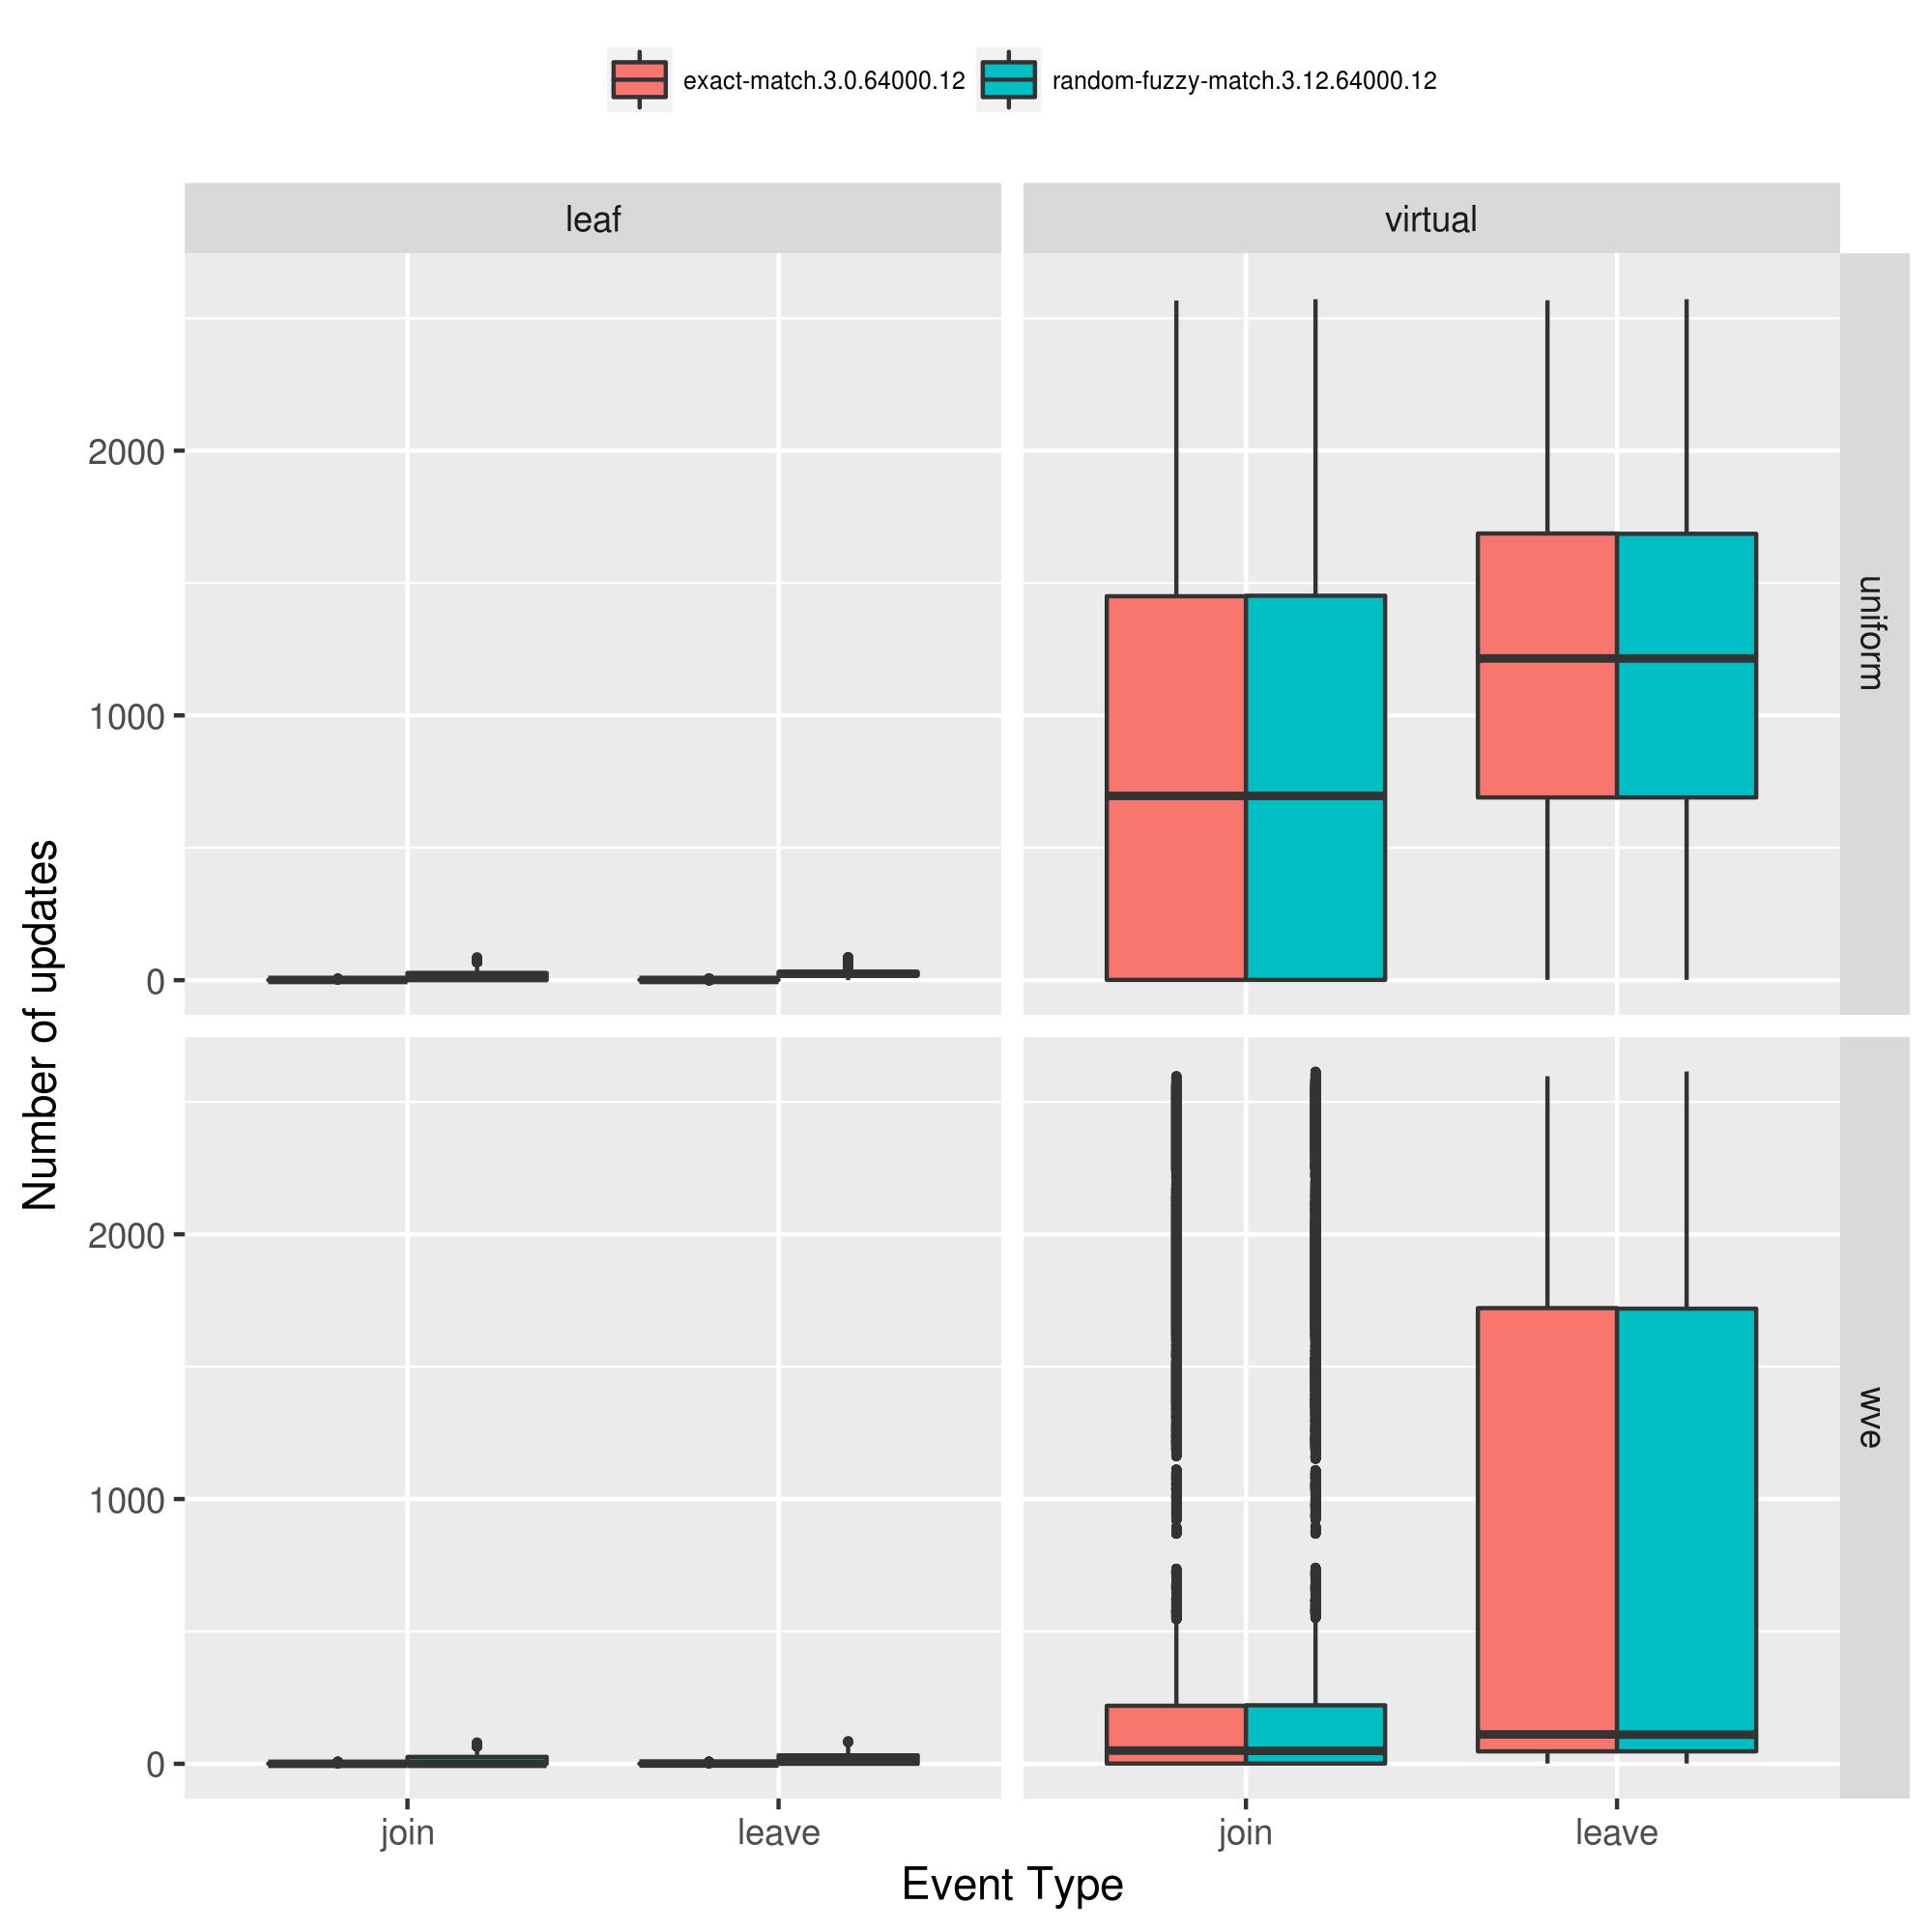 exact-match.3.0.64000.12 random-fuzzy-match.3.12.64000.12
leaf virtual
uniform
wve
Number of updates
2000
1000
0
2000
1000
0
join leave join leave
Event Type